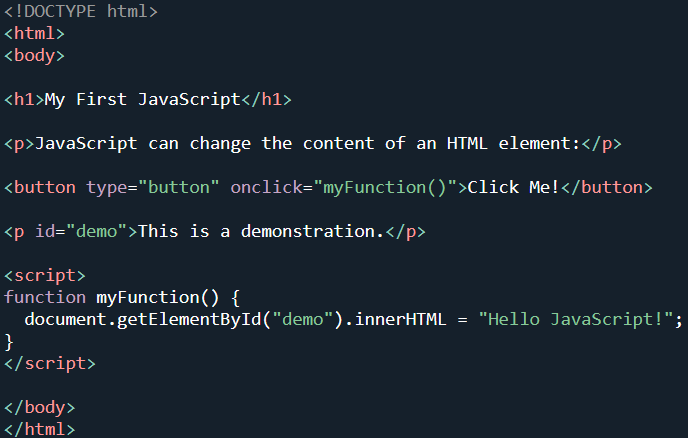 <!DOCTYPE html>
<html>
<body>
<h1>My First JavaScript</h1>
<p>JavaScript can change the content of an HTML element:</p>
<button type="button" onclick="myFunction()">Click Me!</button>
<p id="demo">This is a demonstration.</p>
<script>
function myFunction() {
  document.getElementById("demo").innerHTML = "Hello JavaScript!";
}
</script>
</body>
</html>